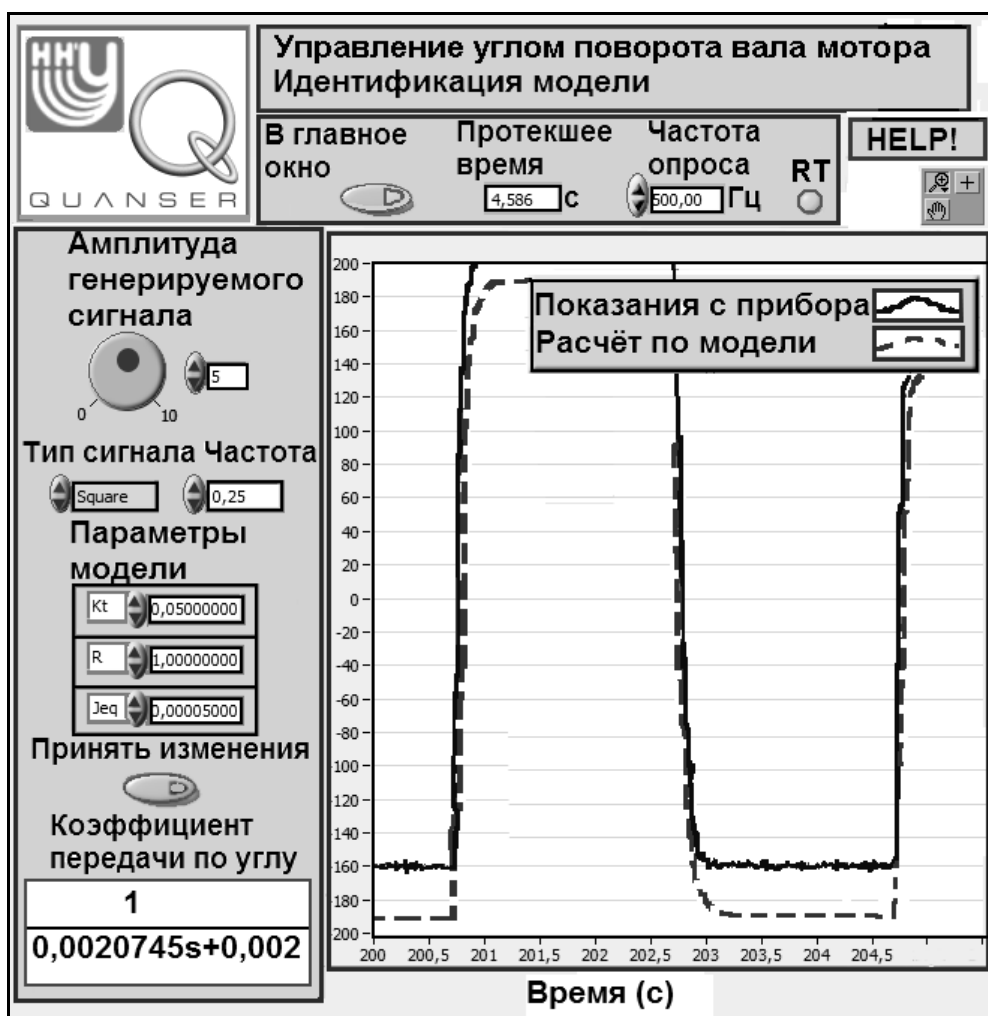 ННУ
QUANSER
Управление углом поворота вала мотора
Идентификация модели
В главное окно
Протекшее время
4,586 с
Частота опроса
500,00 Гц
RT
HELP!
Амплитуда
генерируемого
сигнала
0
10
5
Тип сигнала Частота
Square
0,25
Параметры
модели
Kt 0,05000000
R 1,00000000
Jeq 0,00005000
Принять изменения
Коэффициент
передачи по углу
1
0,0020745s+0,002
Показания с прибора
Расчёт по модели
200
180
160
140
120
100
80
60
40
20
0
-20
-40
-60
-80
-100
-120
-140
-160
-180
-200
200 200,5 201 201,5 202 202,5 203 203,5 204 204,5
Время (с)